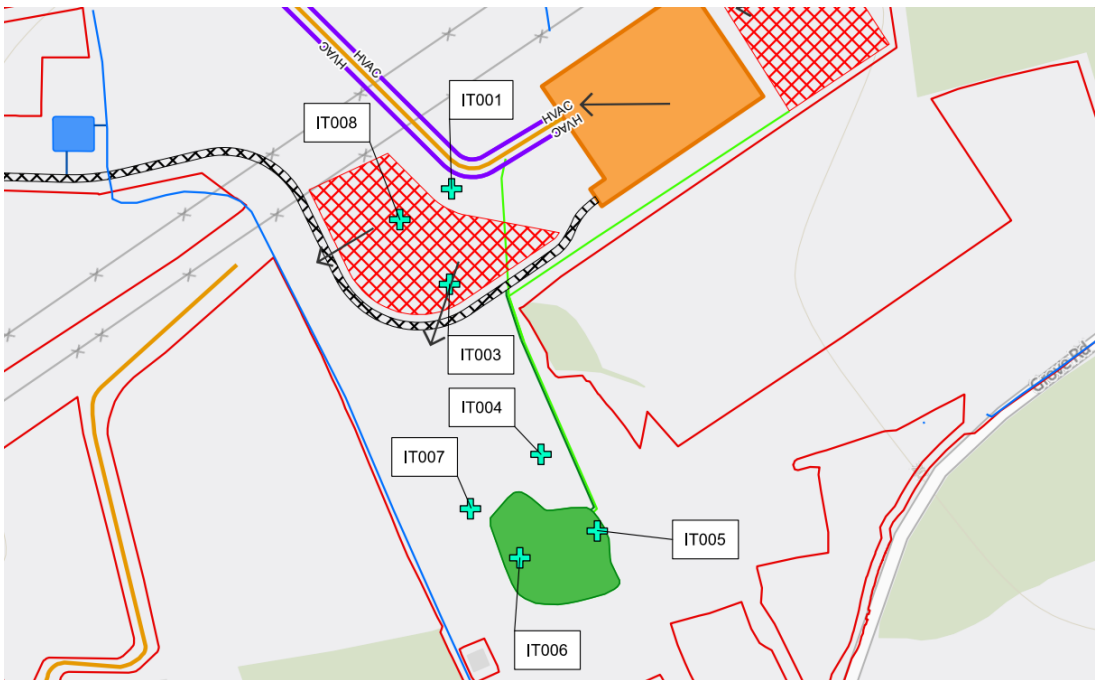 HVAC
HVAC
IT001
IT008
HVAC
HVAC
IT003
Grove Rd
IT004
IT007
IT005
IT006